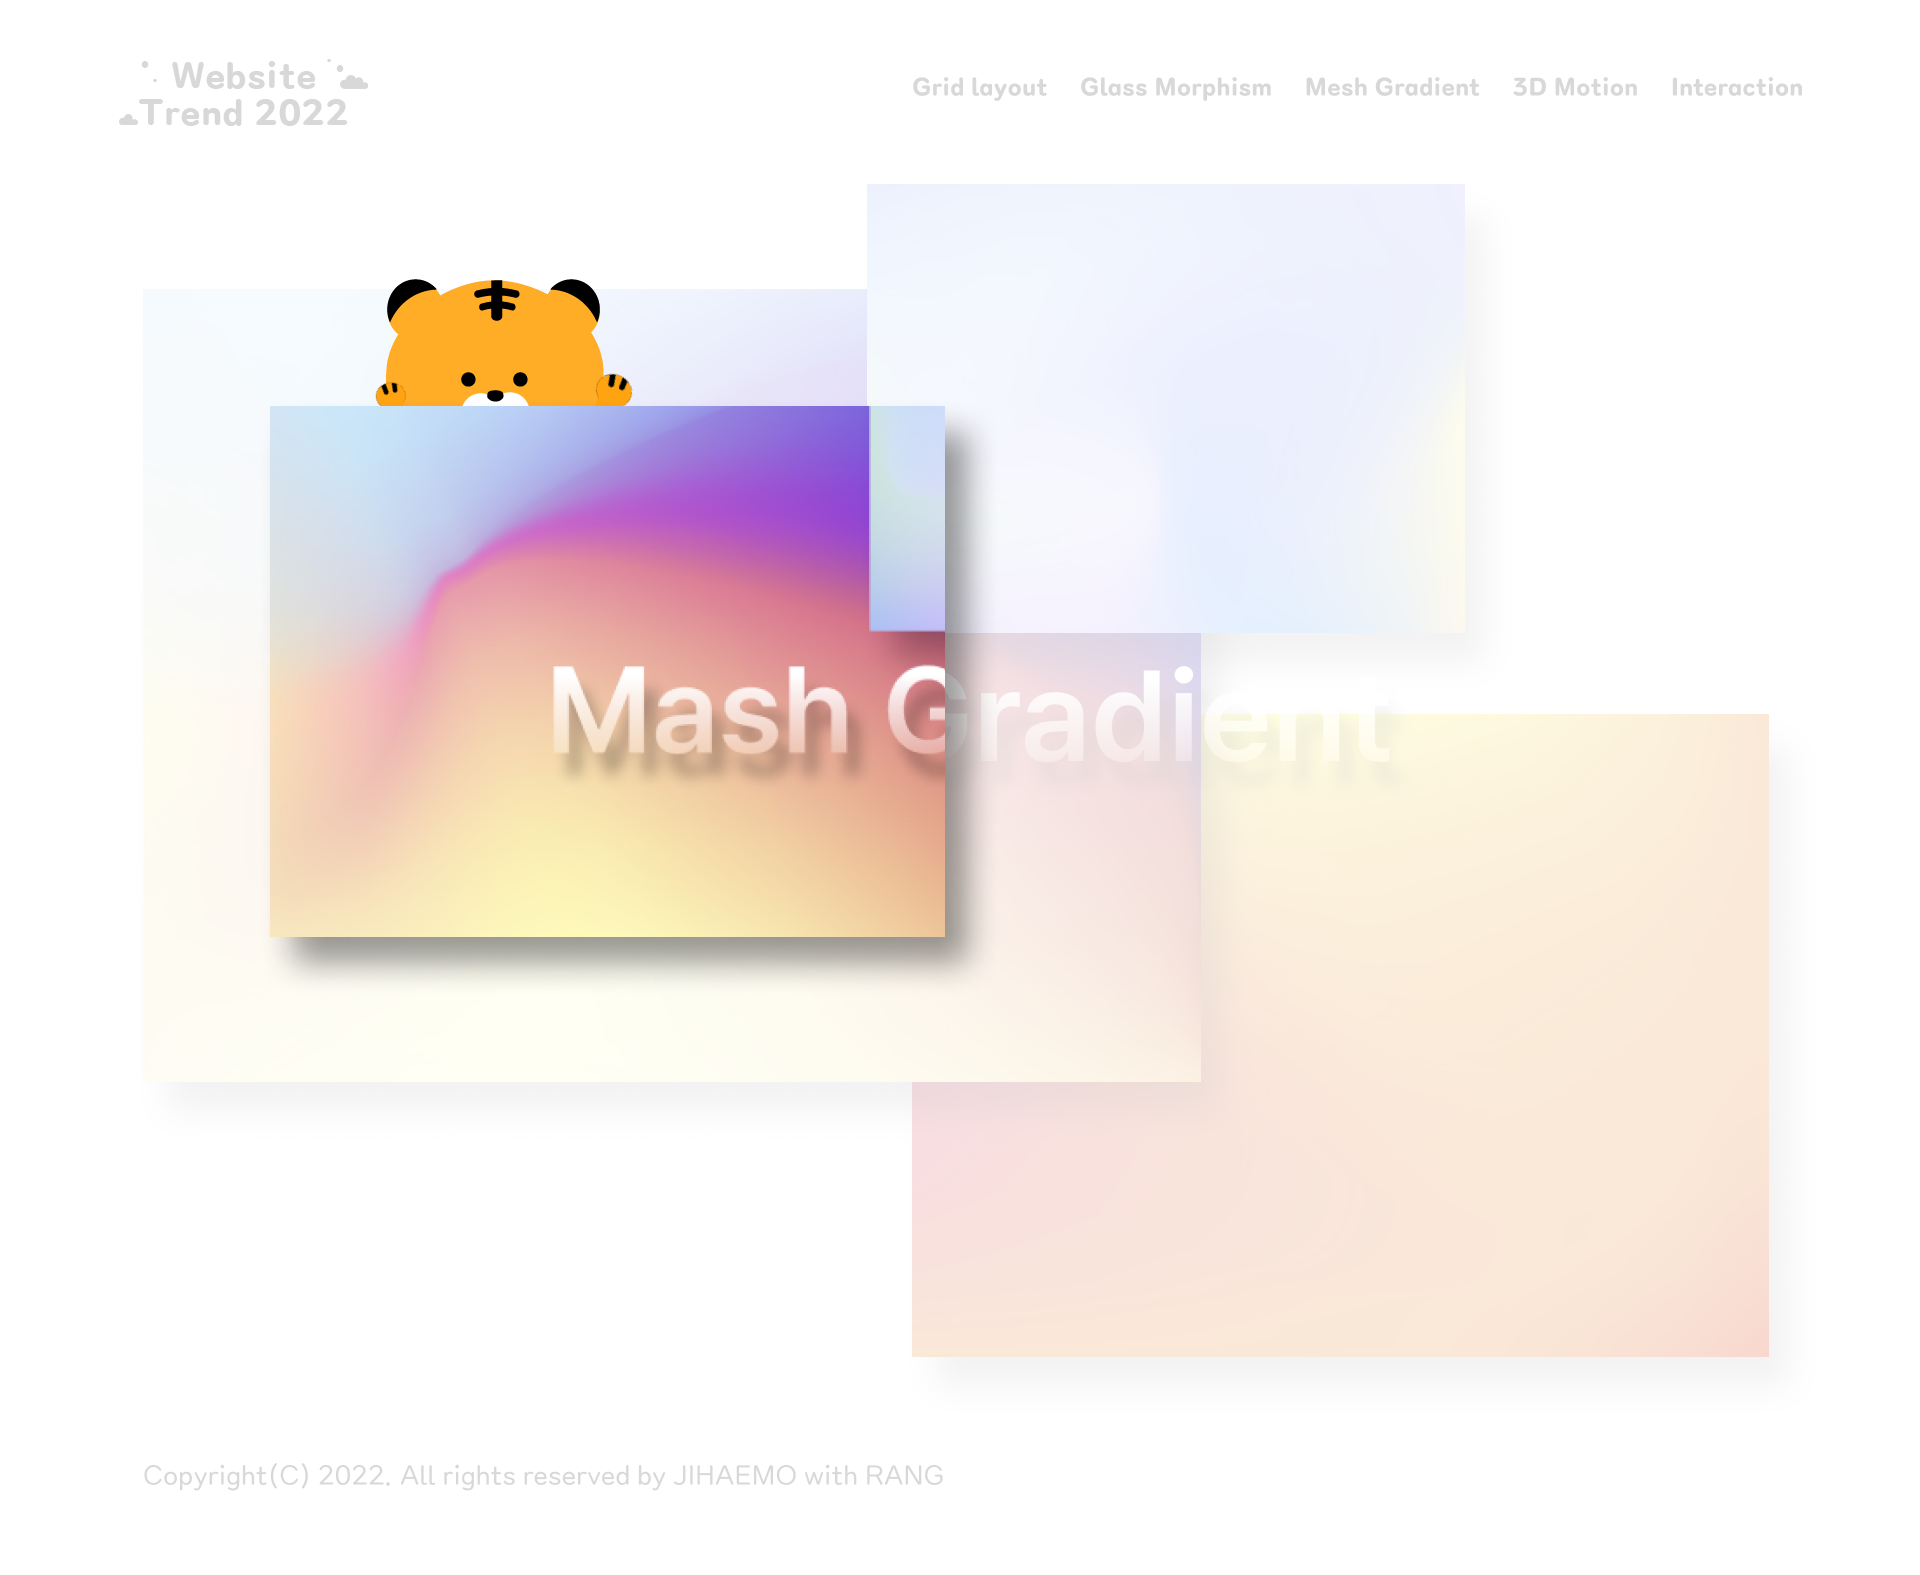 Website
Trend 2022
Grid layout Glass Morphism Mesh Gradient 3D Motion Interaction
Mash Gradient
Copyright(C) 2022. All rights reserved by JIHAEMO with RANG